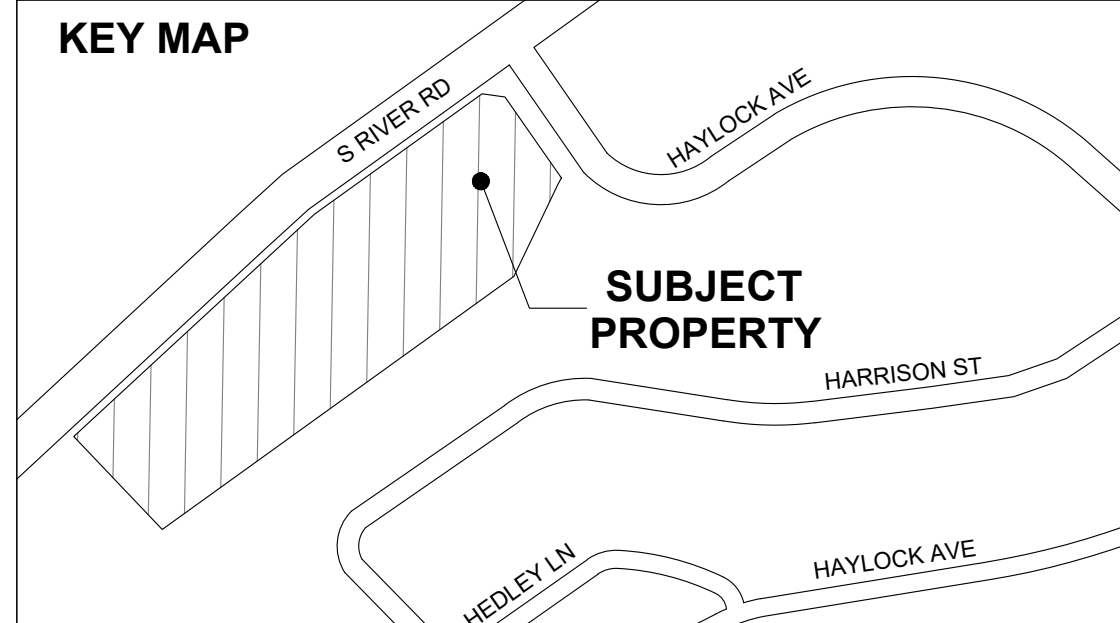 KEY MAP
S RIVER RD
HAYLOCK AVE
SUBJECT
PROPERTY
HARRISON ST
HEDLEY LN
HAYLOCK AVE